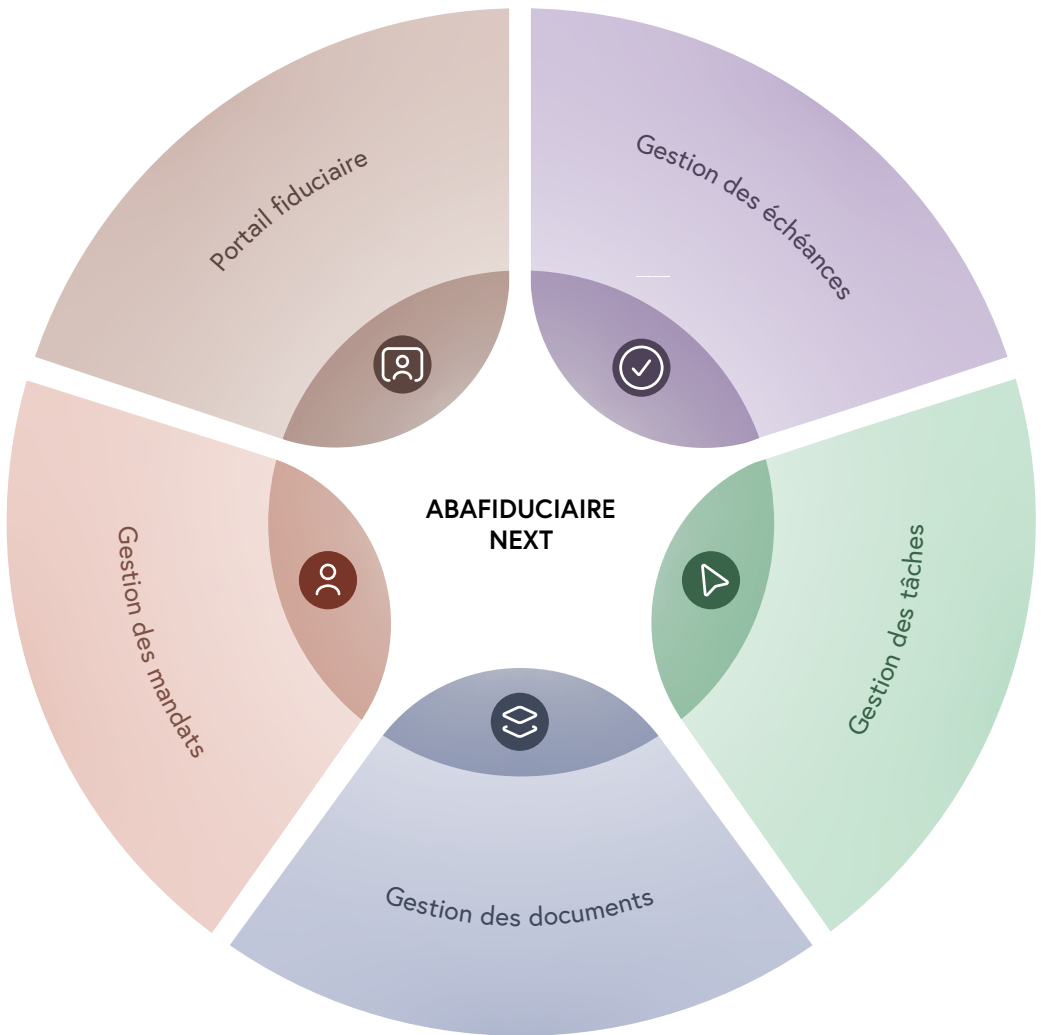 Portail fiduciaire
Gestion des échéances
ABAFIDUCIAIRE
NEXT
Gestion des mandats
Gestion des tâches
Gestion des documents